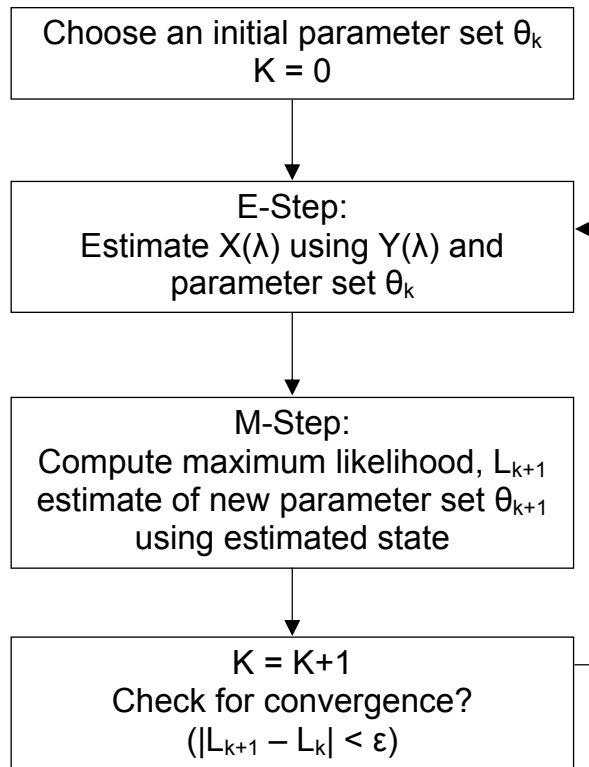 Choose an initial parameter set θₖ
K = 0
E-Step:
Estimate X(λ) using Y(λ) and
parameter set θₖ
M-Step:
Compute maximum likelihood, Lₖ₊₁
estimate of new parameter set θₖ₊₁
using estimated state
K = K+1
Check for convergence?
(|Lₖ₊₁ – Lₖ| < ε)